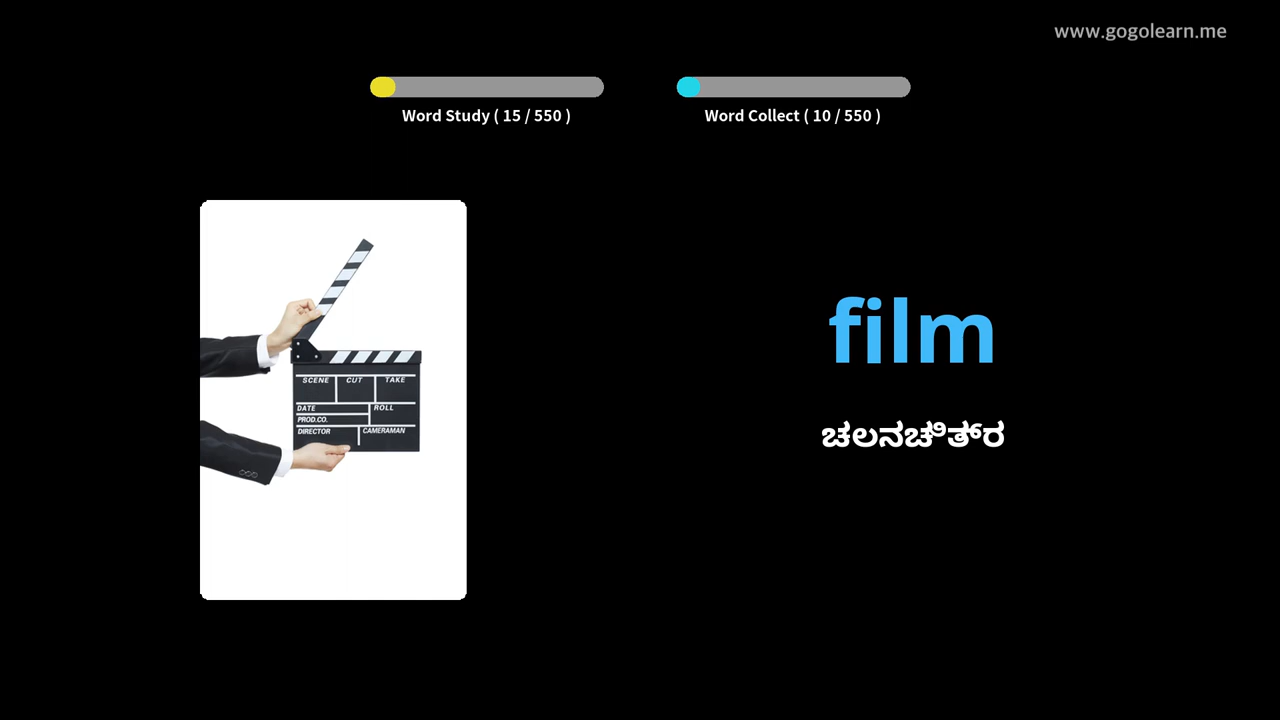 www.gogolearn.me
Word Study ( 15 / 550 )
Word Collect ( 10 / 550 )
film
ಚಲನಚಿತ್ರ
SCENE CUT TAKE
DATE ROLL
PROD.CO.
DIRECTOR CAMERAMAN